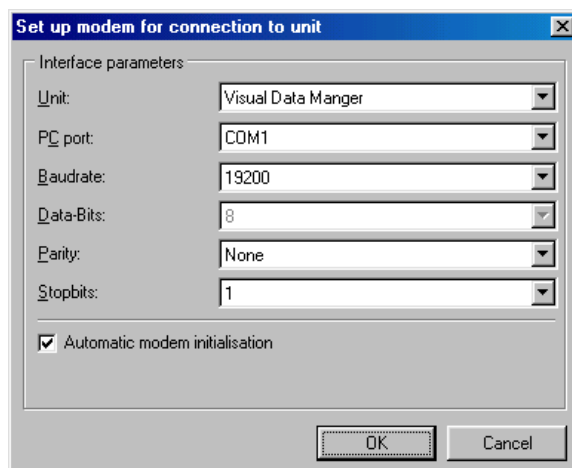 Set up modem for connection to unit
Interface parameters
Unit: Visual Data Manger
PC port: COM1
Baudrate: 19200
Data-Bits: 8
Parity: None
Stopbits: 1
Automatic modem initialisation
OK Cancel